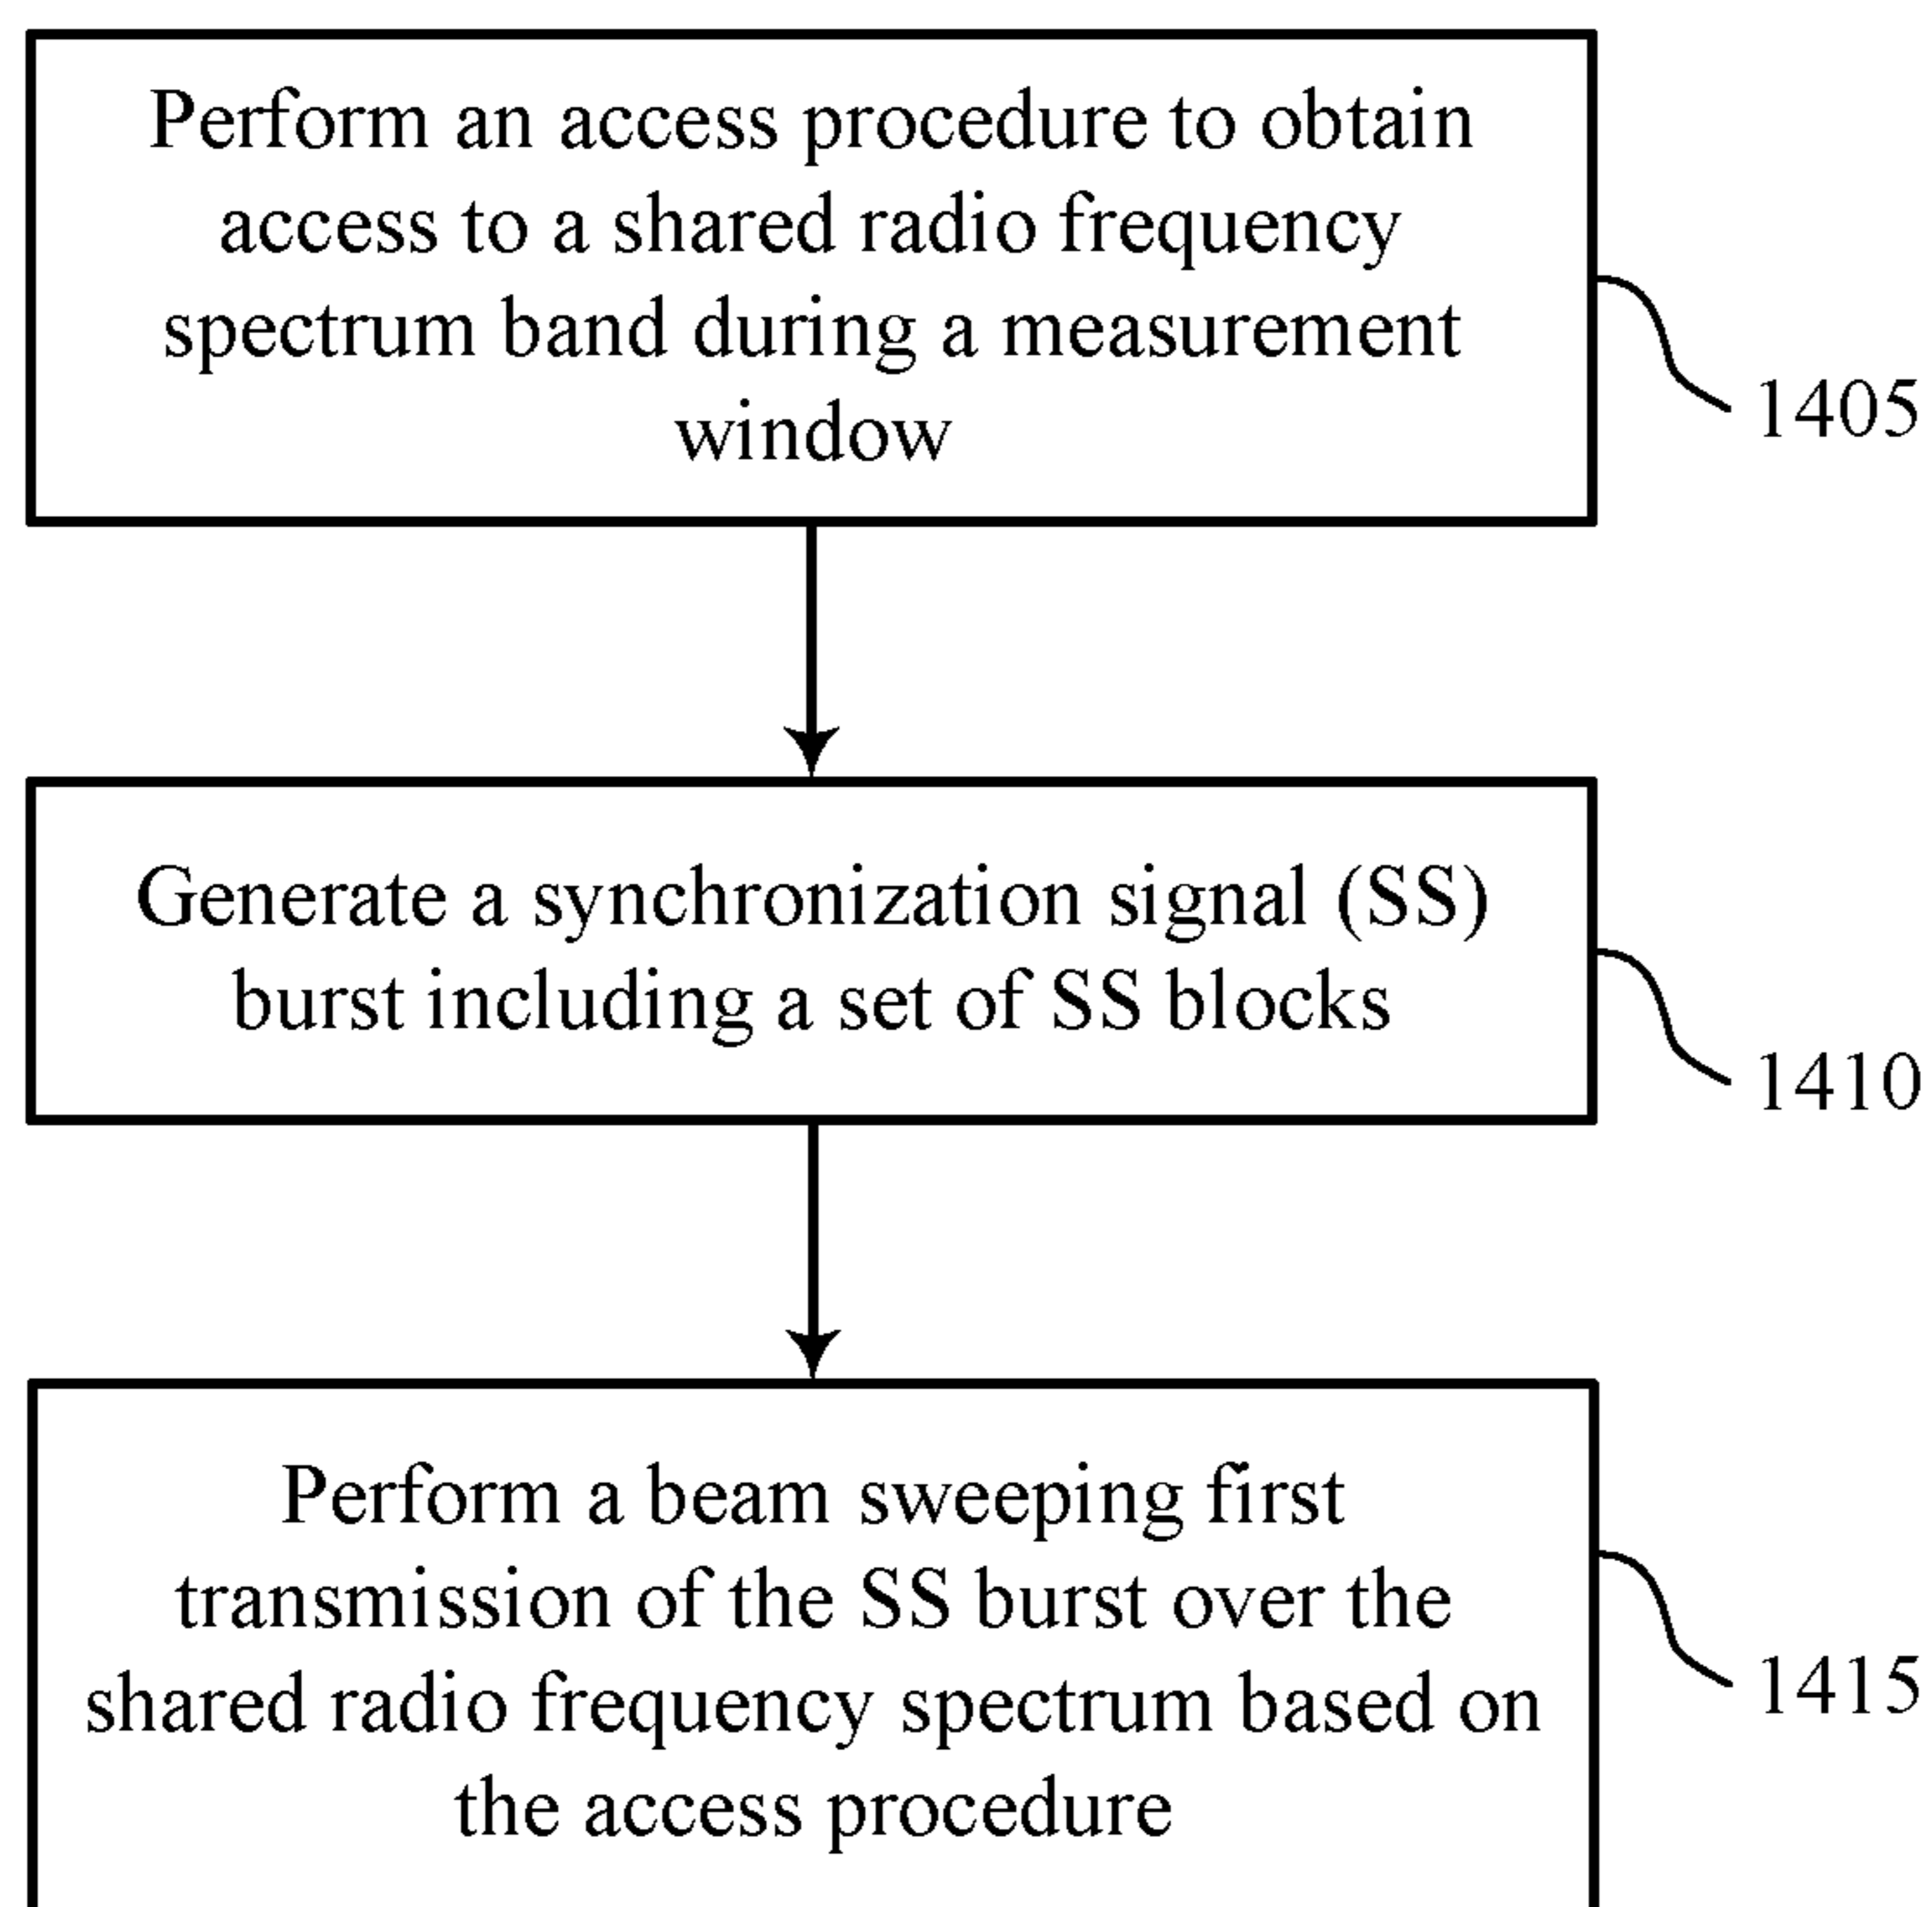 Perform an access procedure to obtain
access to a shared radio frequency
spectrum band during a measurement
window
1405
Generate a synchronization signal (SS)
burst including a set of SS blocks
1410
Perform a beam sweeping first
transmission of the SS burst over the
shared radio frequency spectrum based on
the access procedure
1415